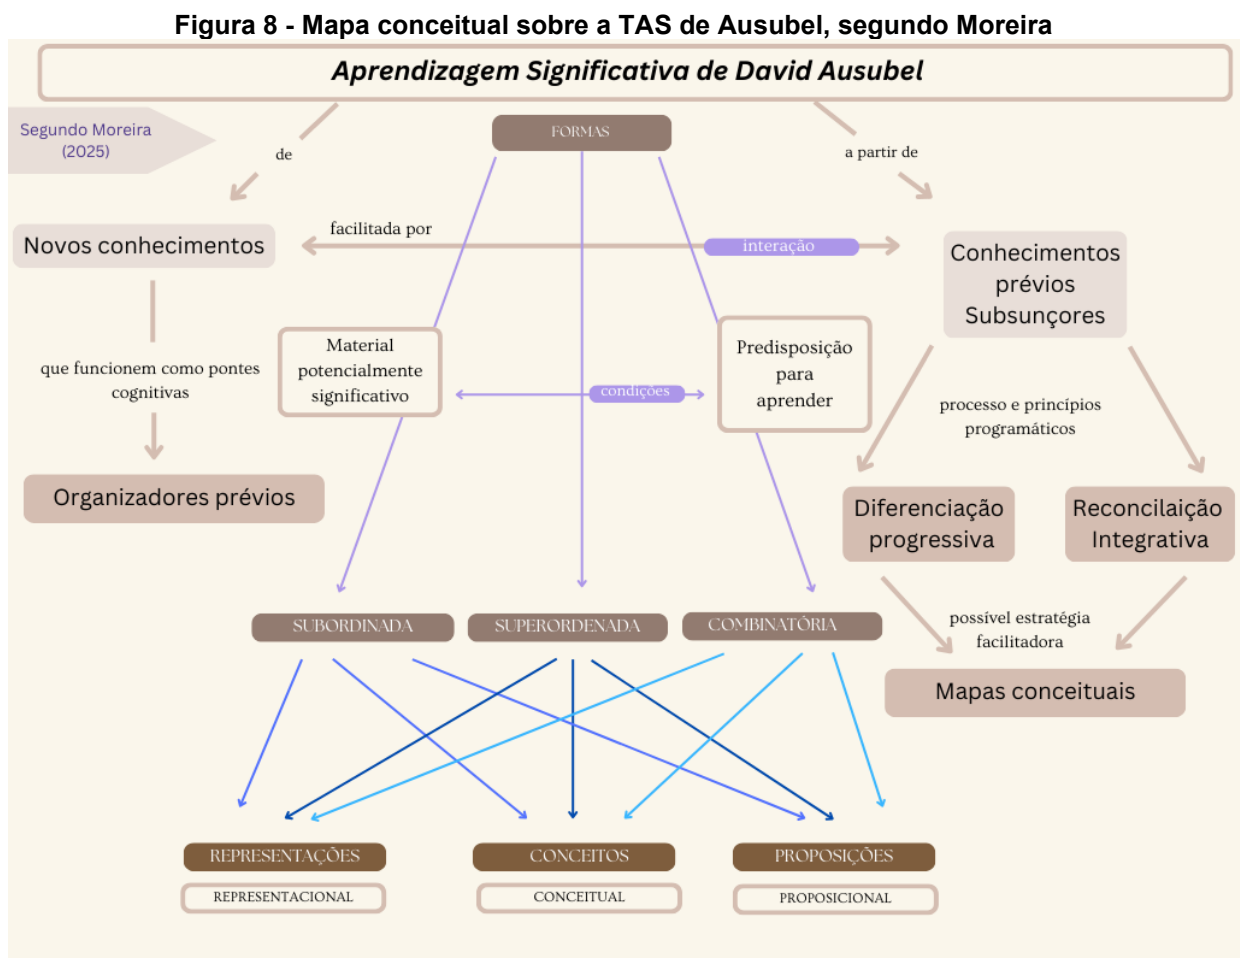 Figura 8 - Mapa conceitual sobre a TAS de Ausubel, segundo Moreira
Aprendizagem Significativa de David Ausubel
Segundo Moreira
(2025)
FORMAS
de
a partir de
facilitada por
Novos conhecimentos
interação
Conhecimentos
prévios
Subsunçores
Material
potencialmente
significativo
Predisposição
para
aprender
que funcionem como pontes
cognitivas
condições
processo e princípios
programáticos
Organizadores prévios
Diferenciação
progressiva
Reconcilaição
Integrativa
SUBORDINADA
SUPERORDENADA
COMBINATÓRIA
possível estratégia
facilitadora
Mapas conceituais
REPRESENTAÇÕES
CONCEITOS
PROPOSIÇÕES
REPRESENTACIONAL
CONCEITUAL
PROPOSICIONAL